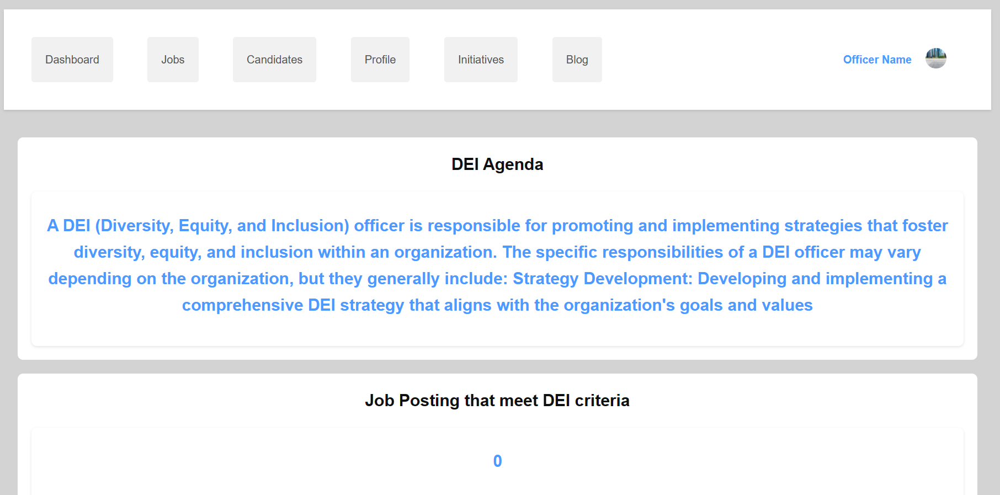 Dashboard Jobs Candidates Profile Initiatives Blog Officer Name
DEI Agenda
A DEI (Diversity, Equity, and Inclusion) officer is responsible for promoting and implementing strategies that foster
diversity, equity, and inclusion within an organization. The specific responsibilities of a DEI officer may vary
depending on the organization, but they generally include: Strategy Development: Developing and implementing a
comprehensive DEI strategy that aligns with the organization's goals and values
Job Posting that meet DEI criteria
0